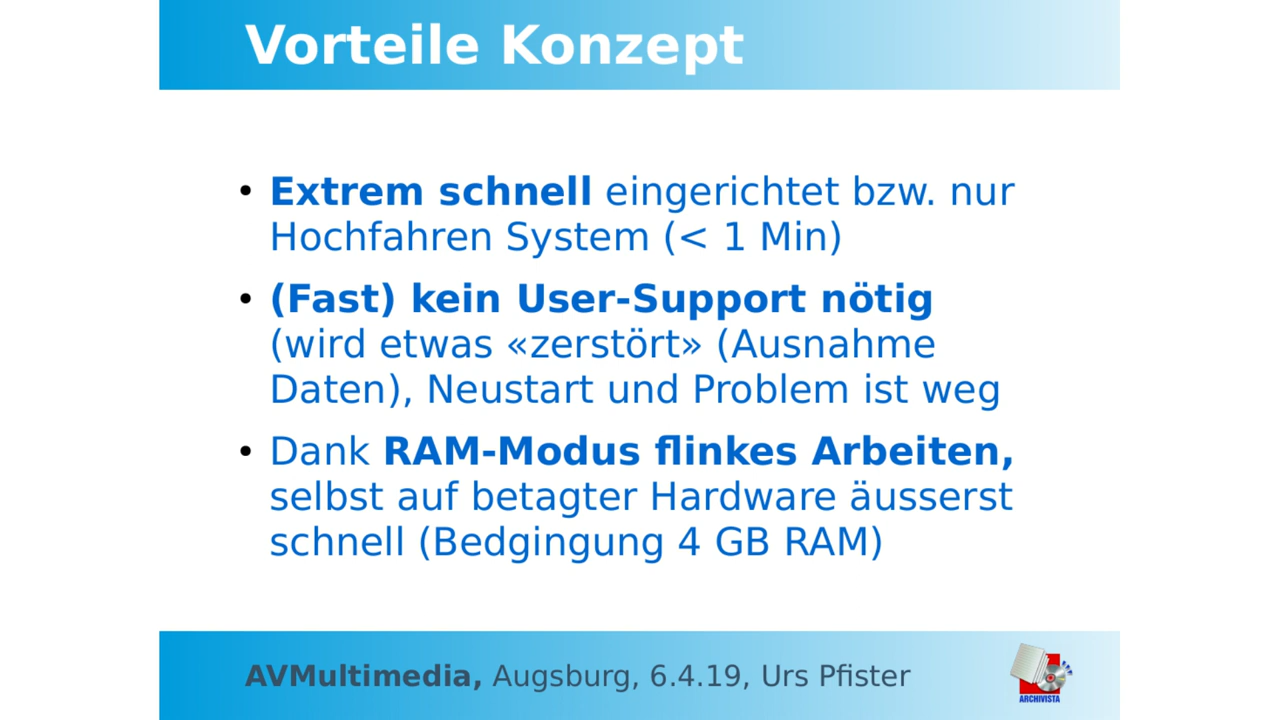 Vorteile Konzept
• Extrem schnell eingerichtet bzw. nur
Hochfahren System (< 1 Min)
• (Fast) kein User-Support nötig
(wird etwas «zerstört» (Ausnahme
Daten), Neustart und Problem ist weg
• Dank RAM-Modus flinkes Arbeiten,
selbst auf betagter Hardware äusserst
schnell (Bedgingung 4 GB RAM)
AVMultimedia, Augsburg, 6.4.19, Urs Pfister
ARCHIVISTA